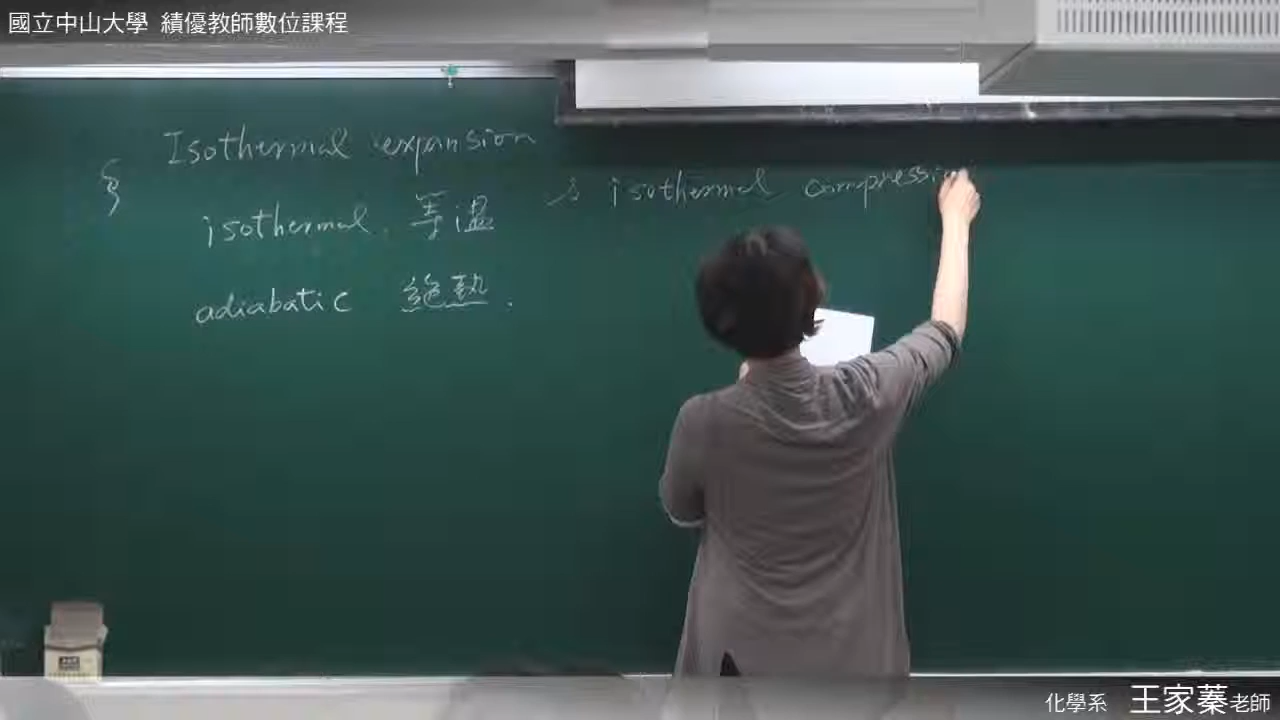 國立中山大學 績優教師數位課程
Isothermal expansion
isothermal 等溫
adiabatic 絕熱.
isothermal compressi
化學系 王家蓁老師